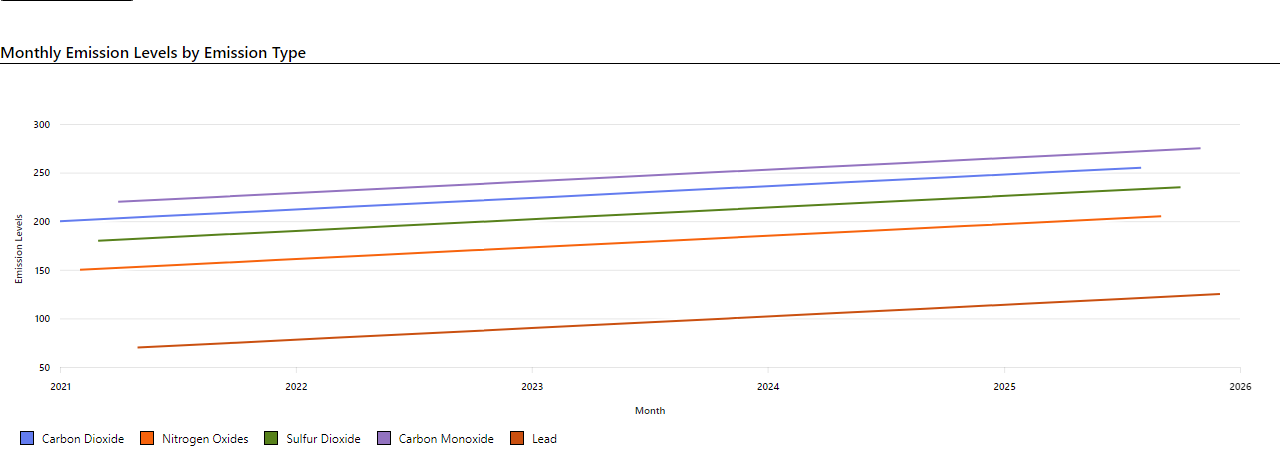 Monthly Emission Levels by Emission Type
300
250
200
150
100
50
Emission Levels
2021 2022 2023 2024 2025 2026
Month
Carbon Dioxide Nitrogen Oxides Sulfur Dioxide Carbon Monoxide Lead